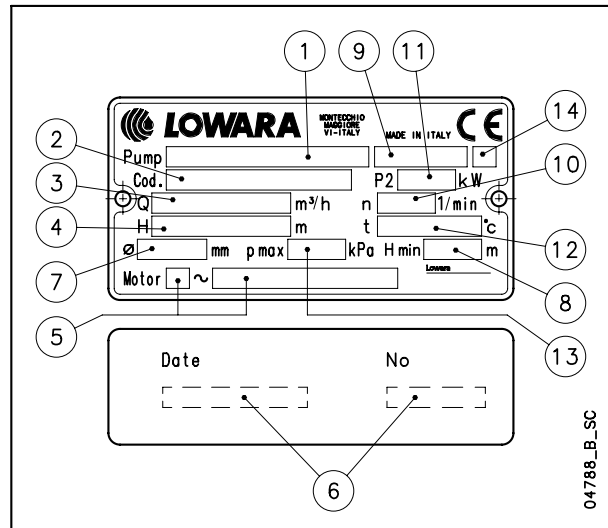 1 9 11
2 14
3 10
4 12
7 8
5 13
6
LOWARA
MONTECCHIO
MAGGIORE
VI-ITALY
MADE IN ITALY CE
Pump
Cod. P2 kW
Q m³/h n 1/min
H m t °c
Ø mm p max kPa H min m
Lowara
Motor ~
Date No
04788_B_SC